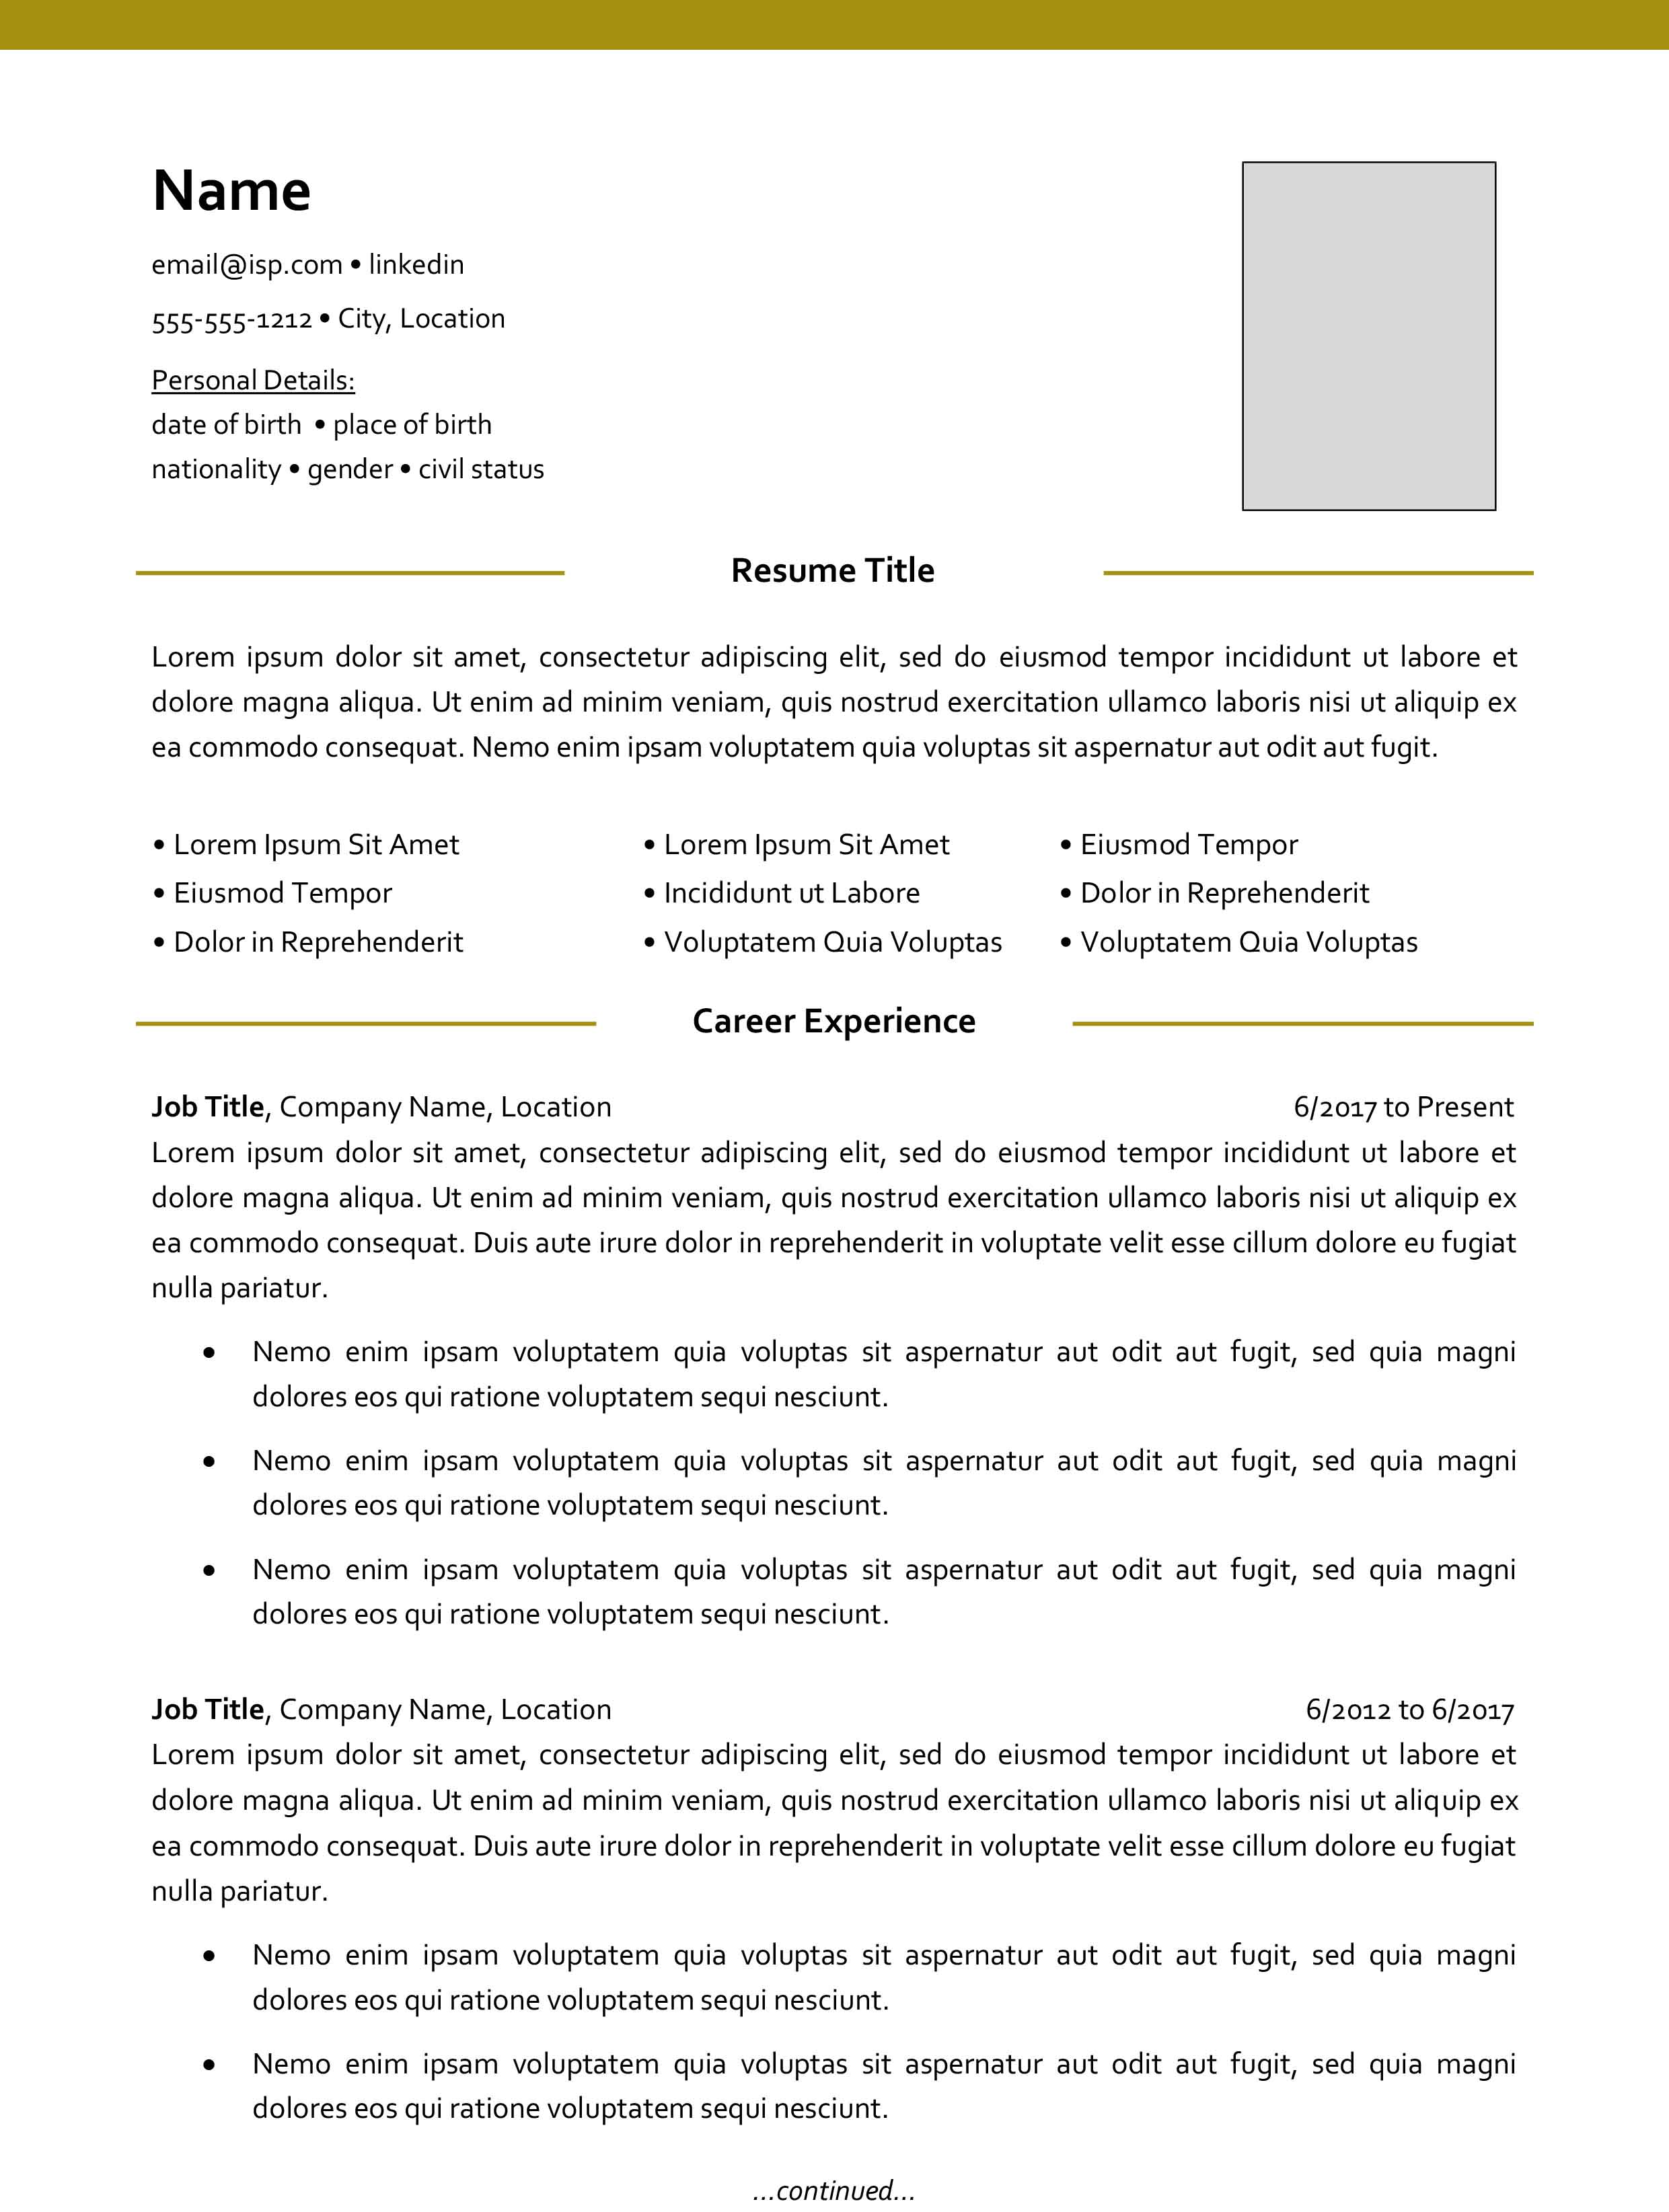 Name
email@isp.com • linkedin
555-555-1212 • City, Location
Personal Details:
date of birth • place of birth
nationality • gender • civil status
Resume Title
Lorem ipsum dolor sit amet, consectetur adipiscing elit, sed do eiusmod tempor incididunt ut labore et
dolore magna aliqua. Ut enim ad minim veniam, quis nostrud exercitation ullamco laboris nisi ut aliquip ex
ea commodo consequat. Nemo enim ipsam voluptatem quia voluptas sit aspernatur aut odit aut fugit.
• Lorem Ipsum Sit Amet • Lorem Ipsum Sit Amet • Eiusmod Tempor
• Eiusmod Tempor • Incididunt ut Labore • Dolor in Reprehenderit
• Dolor in Reprehenderit • Voluptatem Quia Voluptas • Voluptatem Quia Voluptas
Career Experience
Job Title, Company Name, Location 6/2017 to Present
Lorem ipsum dolor sit amet, consectetur adipiscing elit, sed do eiusmod tempor incididunt ut labore et
dolore magna aliqua. Ut enim ad minim veniam, quis nostrud exercitation ullamco laboris nisi ut aliquip ex
ea commodo consequat. Duis aute irure dolor in reprehenderit in voluptate velit esse cillum dolore eu fugiat
nulla pariatur.
• Nemo enim ipsam voluptatem quia voluptas sit aspernatur aut odit aut fugit, sed quia magni
dolores eos qui ratione voluptatem sequi nesciunt.
• Nemo enim ipsam voluptatem quia voluptas sit aspernatur aut odit aut fugit, sed quia magni
dolores eos qui ratione voluptatem sequi nesciunt.
• Nemo enim ipsam voluptatem quia voluptas sit aspernatur aut odit aut fugit, sed quia magni
dolores eos qui ratione voluptatem sequi nesciunt.
Job Title, Company Name, Location 6/2012 to 6/2017
Lorem ipsum dolor sit amet, consectetur adipiscing elit, sed do eiusmod tempor incididunt ut labore et
dolore magna aliqua. Ut enim ad minim veniam, quis nostrud exercitation ullamco laboris nisi ut aliquip ex
ea commodo consequat. Duis aute irure dolor in reprehenderit in voluptate velit esse cillum dolore eu fugiat
nulla pariatur.
• Nemo enim ipsam voluptatem quia voluptas sit aspernatur aut odit aut fugit, sed quia magni
dolores eos qui ratione voluptatem sequi nesciunt.
• Nemo enim ipsam voluptatem quia voluptas sit aspernatur aut odit aut fugit, sed quia magni
dolores eos qui ratione voluptatem sequi nesciunt.
...continued...